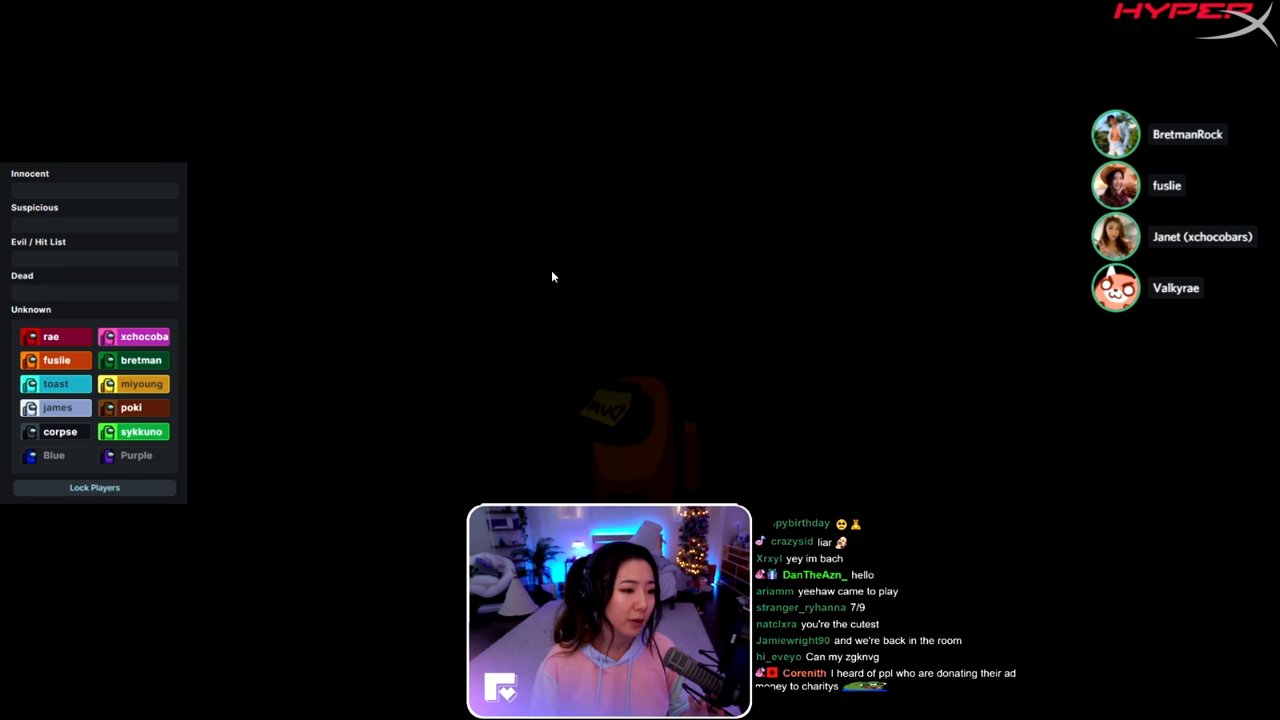 HYPERX
BretmanRock
fuslie
Janet (xchocobars)
Valkyrae
Innocent
Suspicious
Evil / Hit List
Dead
Unknown
rae
xchocoba
fuslie
bretman
toast
miyoung
james
poki
corpse
sykkuno
Blue
Purple
Lock Players
DUM
pybirthday
crazysid liar
Xrxyl yey im bach
DanTheAzn_ hello
ariamm yeehaw came to play
stranger_ryhanna 7/9
natclxra you're the cutest
Jamiewright90 and we're back in the room
hi_eveyo Can my zgknvg
Corenith I heard of ppl who are donating their ad
money to charitys